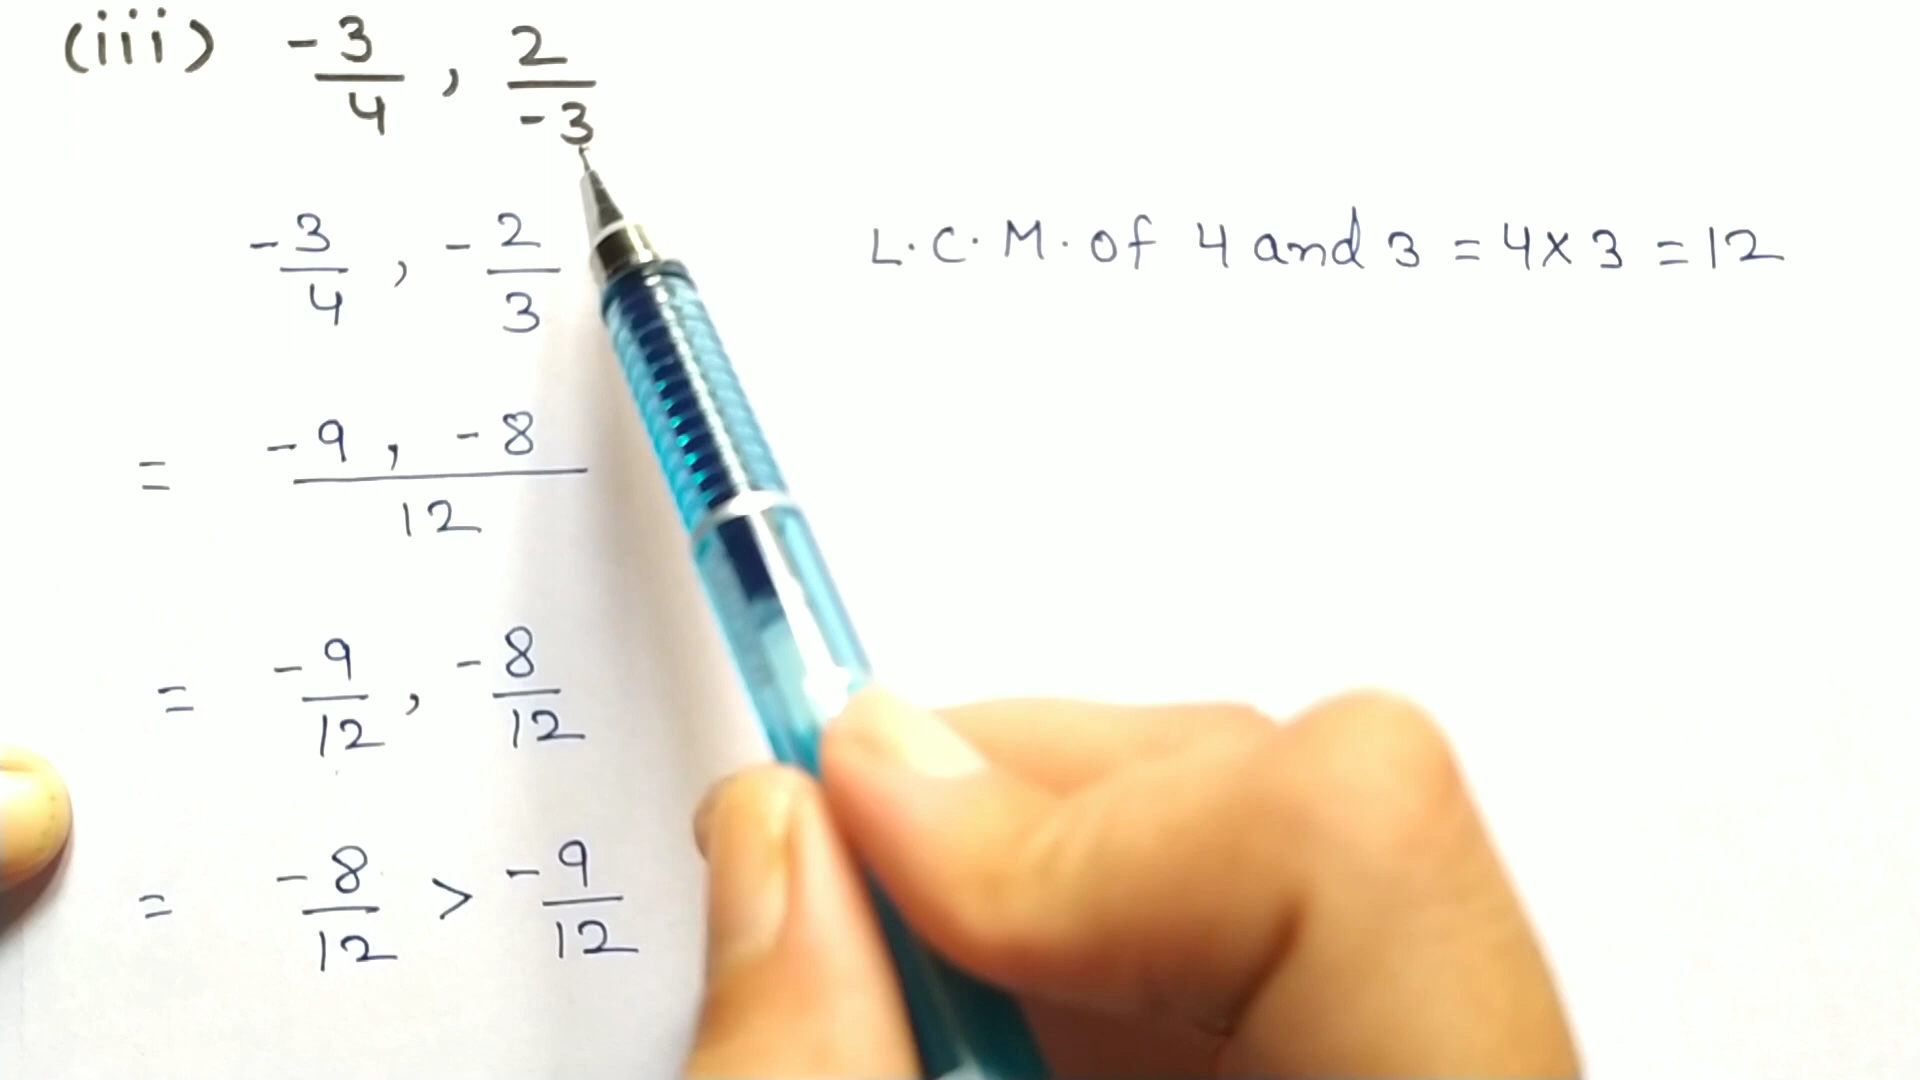 (iii) -3/4 , 2/-3
-3/4 , -2/3 L.C.M. of 4 and 3 = 4×3 = 12
= -9 , -8 / 12
= -9/12 , -8/12
= -8/12 > -9/12